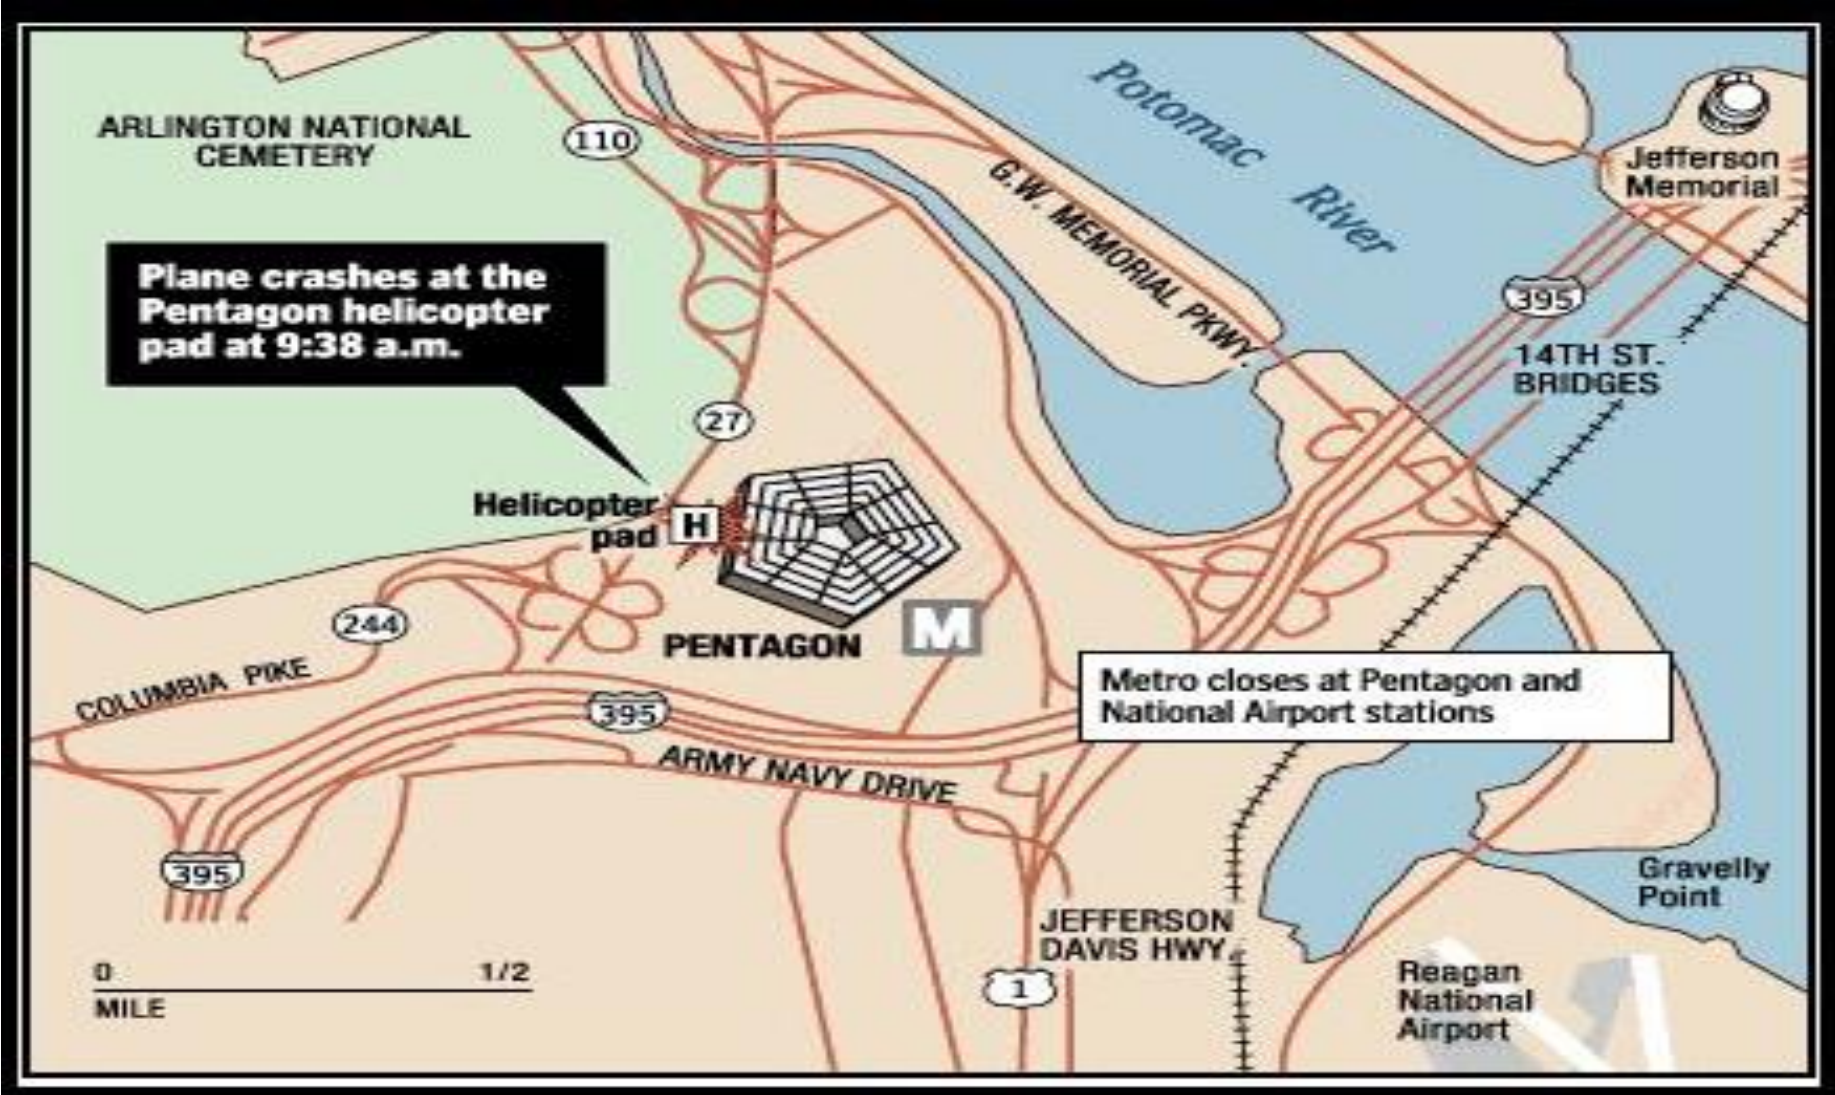 ARLINGTON NATIONAL
CEMETERY
110
Potomac
River
G.W. MEMORIAL PKWY.
Jefferson
Memorial
Plane crashes at the
Pentagon helicopter
pad at 9:38 a.m.
395
14TH ST.
BRIDGES
27
Helicopter
pad
H
244
PENTAGON
M
COLUMBIA PIKE
395
Metro closes at Pentagon and
National Airport stations
ARMY NAVY DRIVE
395
Gravelly
Point
JEFFERSON
DAVIS HWY.
1
0 1/2
MILE
Reagan
National
Airport